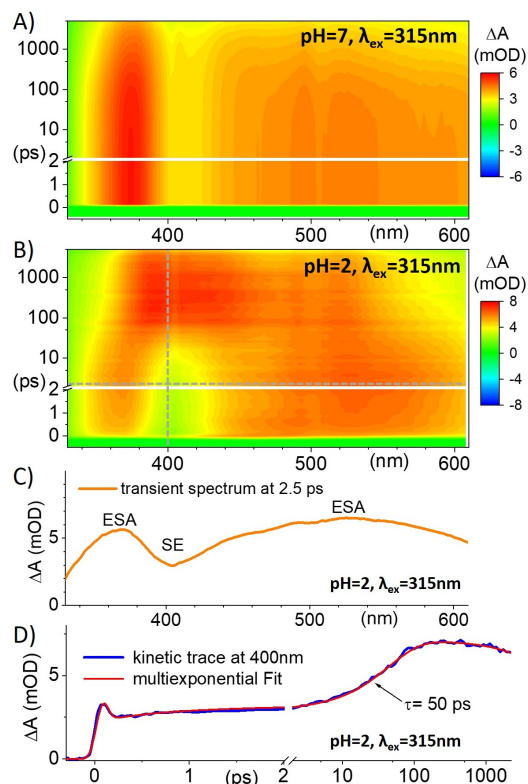 A)
pH=7, λex=315nm
ΔA
(mOD)
1000
100
10
(ps)
2
1
0
6
3
0
-3
-6
400
500
(nm)
600
B)
pH=2, λex=315nm
ΔA
(mOD)
1000
100
10
(ps)
2
1
0
8
4
0
-4
-8
400
500
(nm)
600
C)
transient spectrum at 2.5 ps
ESA
SE
ESA
ΔA (mOD)
5
0
pH=2, λex=315nm
400
500
(nm)
600
D)
kinetic trace at 400nm
multiexponential Fit
ΔA (mOD)
5
0
τ= 50 ps
pH=2, λex=315nm
0
1
(ps)
2
10
100
1000